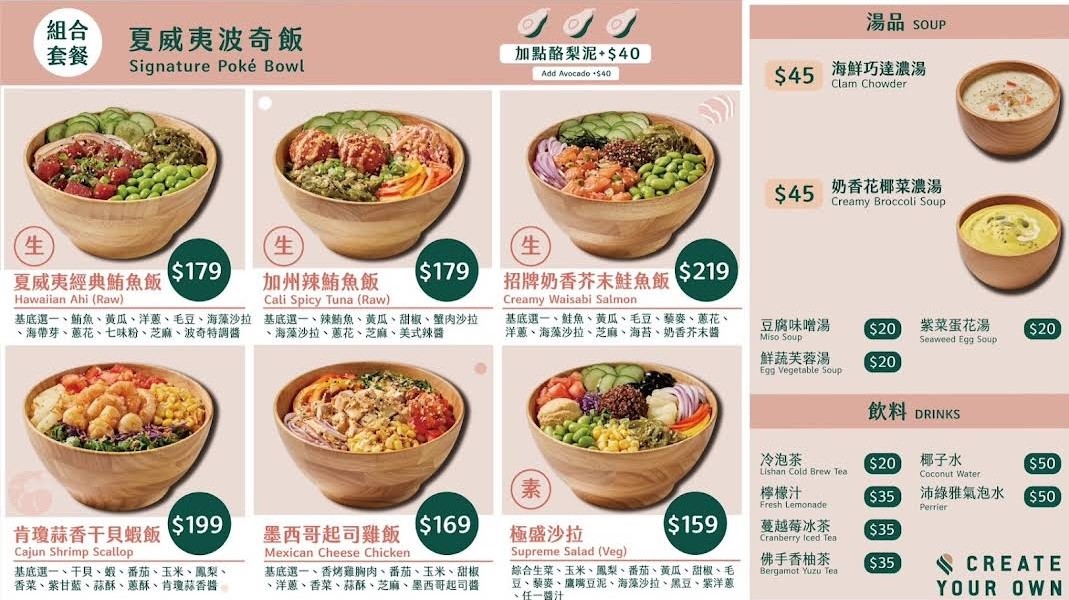 組合
套餐
夏威夷波奇飯
Signature Poké Bowl
加點酪梨泥+$40
Add Avocado +$40
生
$179
夏威夷經典鮪魚飯
Hawaiian Ahi (Raw)
基底選一、鮪魚、黃瓜、洋蔥、毛豆、海藻沙拉
、海帶芽、蔥花、七味粉、芝麻、波奇特調醬
生
$179
加州辣鮪魚飯
Cali Spicy Tuna (Raw)
基底選一、辣鮪魚、黃瓜、甜椒、蟹肉沙拉
、海藻沙拉、蔥花、芝麻、美式辣醬
生
$219
招牌奶香芥末鮭魚飯
Creamy Waisabi Salmon
基底選一、鮭魚、黃瓜、毛豆、藜麥、蔥花、
洋蔥、海藻沙拉、芝麻、海苔、奶香芥末醬
$199
肯瓊蒜香干貝蝦飯
Cajun Shrimp Scallop
基底選一、干貝、蝦、番茄、玉米、鳳梨、
香菜、紫甘藍、蒜酥、蔥酥、肯瓊蒜香醬
$169
墨西哥起司雞飯
Mexican Cheese Chicken
基底選一、香烤雞胸肉、番茄、玉米、甜椒
、洋蔥、香菜、蒜酥、芝麻、墨西哥起司醬
素
$159
極盛沙拉
Supreme Salad (Veg)
綜合生菜、玉米、鳳梨、番茄、黃瓜、甜椒、毛
豆、藜麥、鷹嘴豆泥、海藻沙拉、黑豆、紫洋蔥
、任一醬汁
湯品 SOUP
$45 海鮮巧達濃湯
Clam Chowder
$45 奶香花椰菜濃湯
Creamy Broccoli Soup
豆腐味噌湯 $20
Miso Soup
紫菜蛋花湯 $20
Seaweed Egg Soup
鮮蔬芙蓉湯 $20
Egg Vegetable Soup
飲料 DRINKS
冷泡茶 $20
Lishan Cold Brew Tea
椰子水 $50
Coconut Water
檸檬汁 $35
Fresh Lemonade
沛綠雅氣泡水 $50
Perrier
蔓越莓冰茶 $35
Cranberry Iced Tea
佛手香柚茶 $35
Bergamot Yuzu Tea
CREATE
YOUR OWN